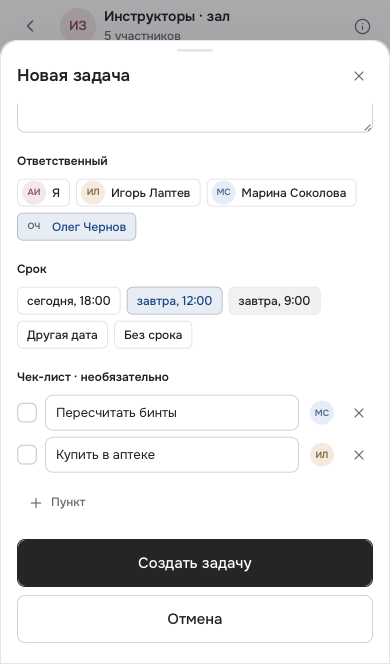 ИЗ Инструкторы · зал
5 участников
Новая задача
Ответственный
АИ Я ИЛ Игорь Лаптев МС Марина Соколова
ОЧ Олег Чернов
Срок
сегодня, 18:00 завтра, 12:00 завтра, 9:00
Другая дата Без срока
Чек-лист · необязательно
Пересчитать бинты МС
Купить в аптеке ИЛ
Пункт
Создать задачу
Отмена